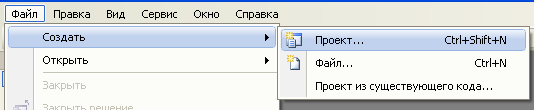 Файл Правка Вид Сервис Окно Справка
Создать
Проект... Ctrl+Shift+N
Открыть
Файл... Ctrl+N
Закрыть
Проект из существующего кода...
Закрыть решение